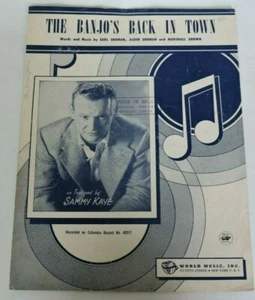 THE BANJO'S BACK IN TOWN
Words and Music by EARL SHUMAN, ALDEN SHUMAN and MARSHALL BROWN
as Featured by
SAMMY KAYE
Recorded on Columbia Record No.
WORLD MUSIC, INC.